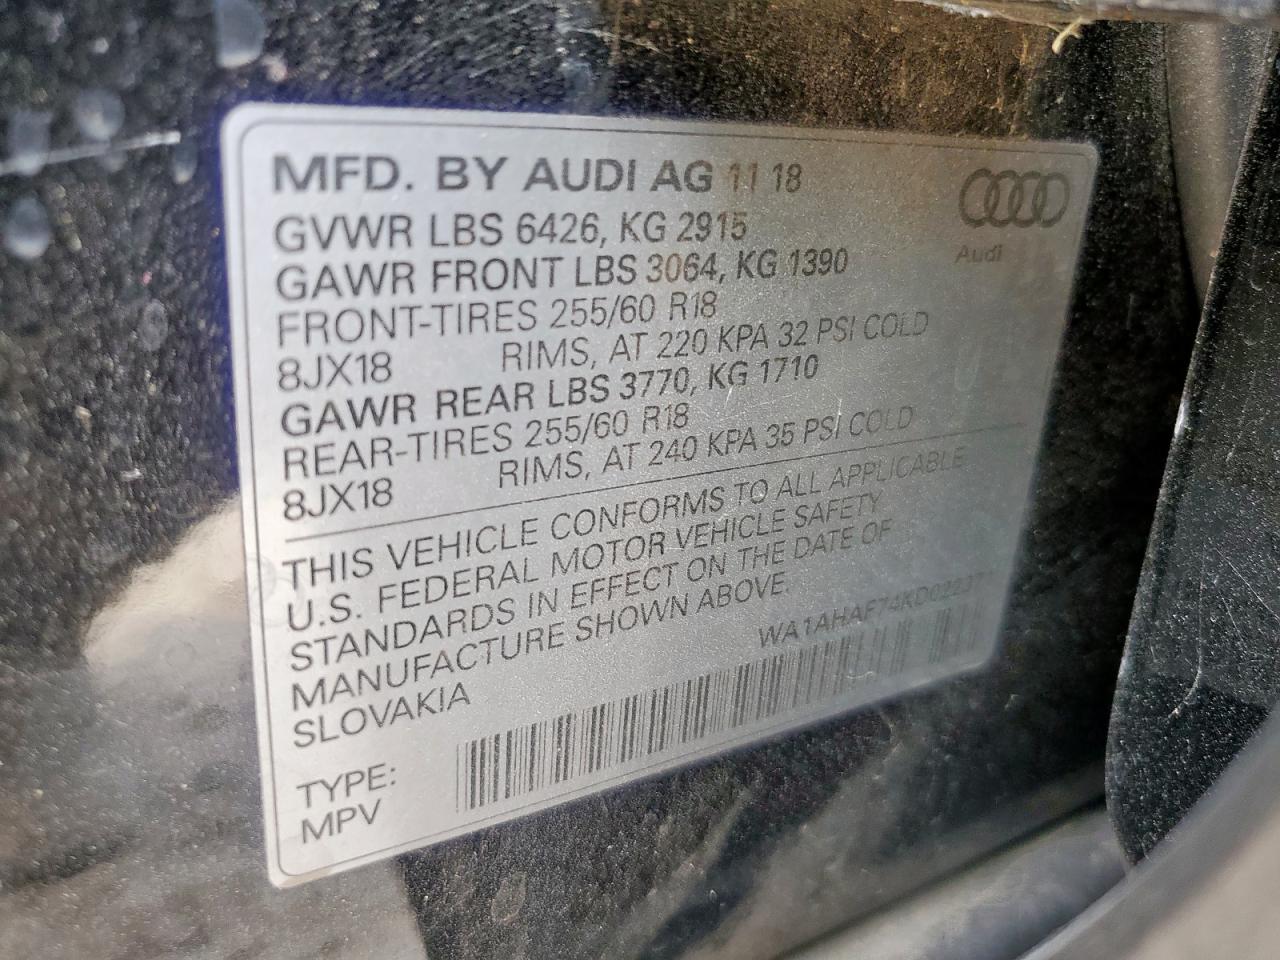 MFD. BY AUDI AG 11 18
Audi
GVWR LBS 6426, KG 2915
GAWR FRONT LBS 3064, KG 1390
FRONT-TIRES 255/60 R18
8JX18 RIMS, AT 220 KPA 32 PSI COLD
GAWR REAR LBS 3770, KG 1710
REAR-TIRES 255/60 R18
8JX18 RIMS, AT 240 KPA 35 PSI COLD
THIS VEHICLE CONFORMS TO ALL APPLICABLE
U.S. FEDERAL MOTOR VEHICLE SAFETY
STANDARDS IN EFFECT ON THE DATE OF
MANUFACTURE SHOWN ABOVE.
SLOVAKIA
TYPE:
MPV